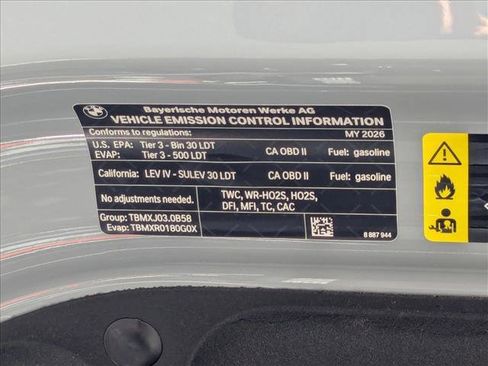 Bayerische Motoren Werke AG
VEHICLE EMISSION CONTROL INFORMATION
Conforms to regulations: MY 2026
U.S. EPA: Tier 3 - Bin 30 LDT CA OBD II Fuel: gasoline
EVAP: Tier 3 - 500 LDT
California: LEV IV - SULEV 30 LDT CA OBD II Fuel: gasoline
No adjustments needed. TWC, WR-HO2S, HO2S,
DFI, MFI, TC, CAC
Group: TBMXJ03.0B58
Evap: TBMXR0180G0X
8 887 944